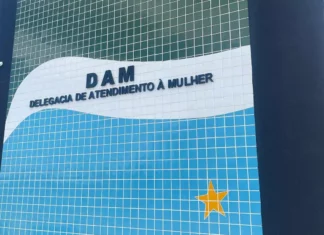 DAM
DELEGACIA DE ATENDIMENTO À MULHER